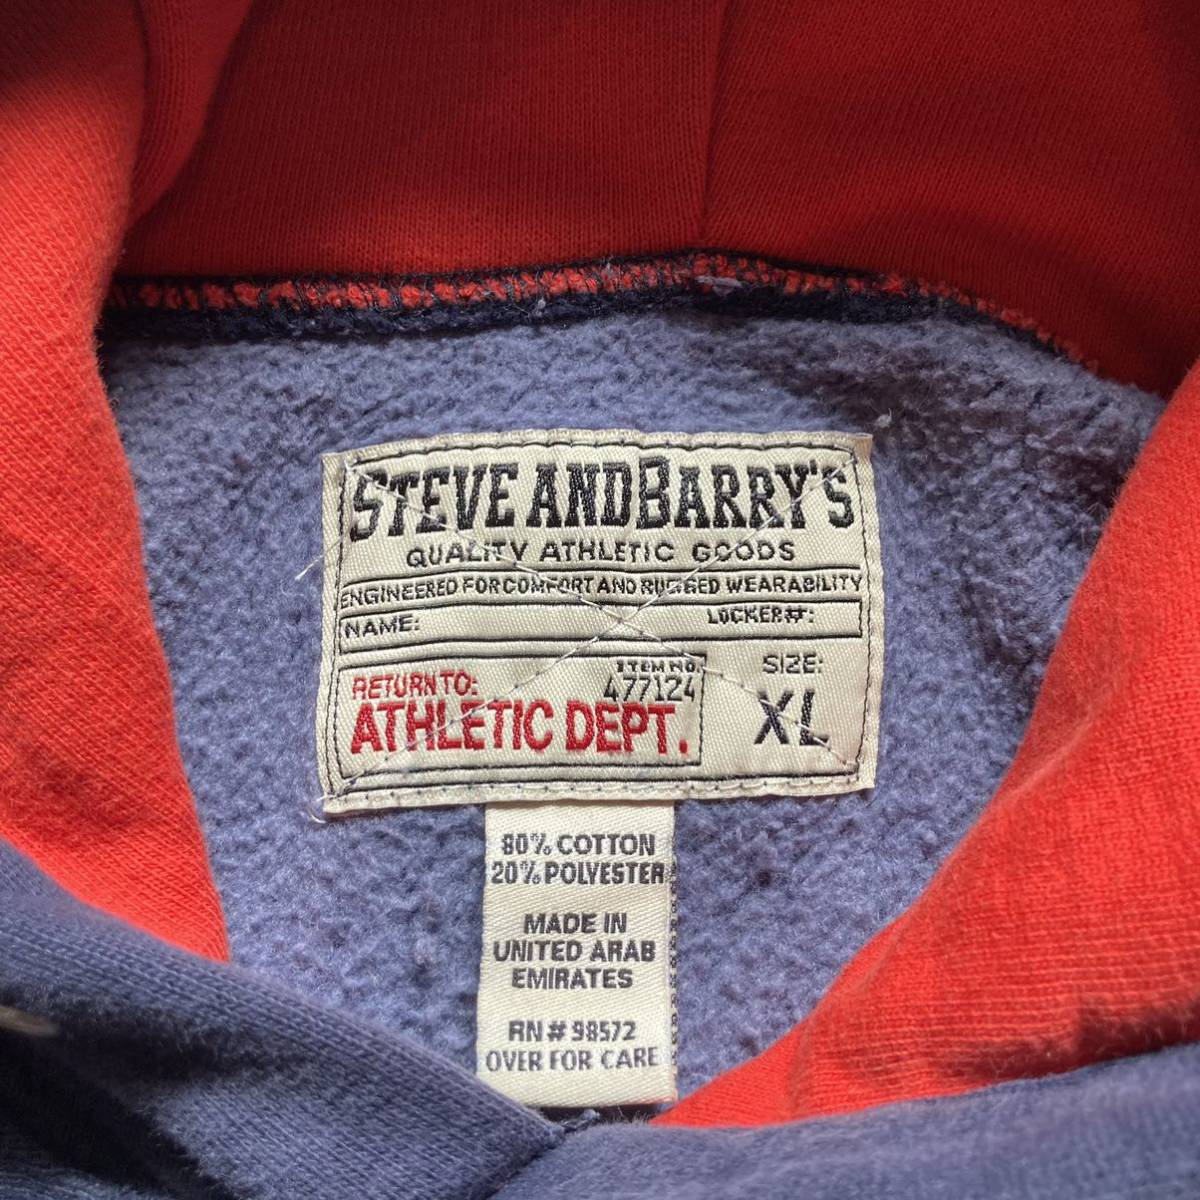 STEVE AND BARRY'S
QUALITY ATHLETIC GOODS
ENGINEERED FOR COMFORT AND RUGGED WEARABILITY
NAME: LOCKER#:
ITEM NO. SIZE:
RETURN TO: 477124
ATHLETIC DEPT. XL
80% COTTON
20% POLYESTER
MADE IN
UNITED ARAB
EMIRATES
RN # 98572
OVER FOR CARE